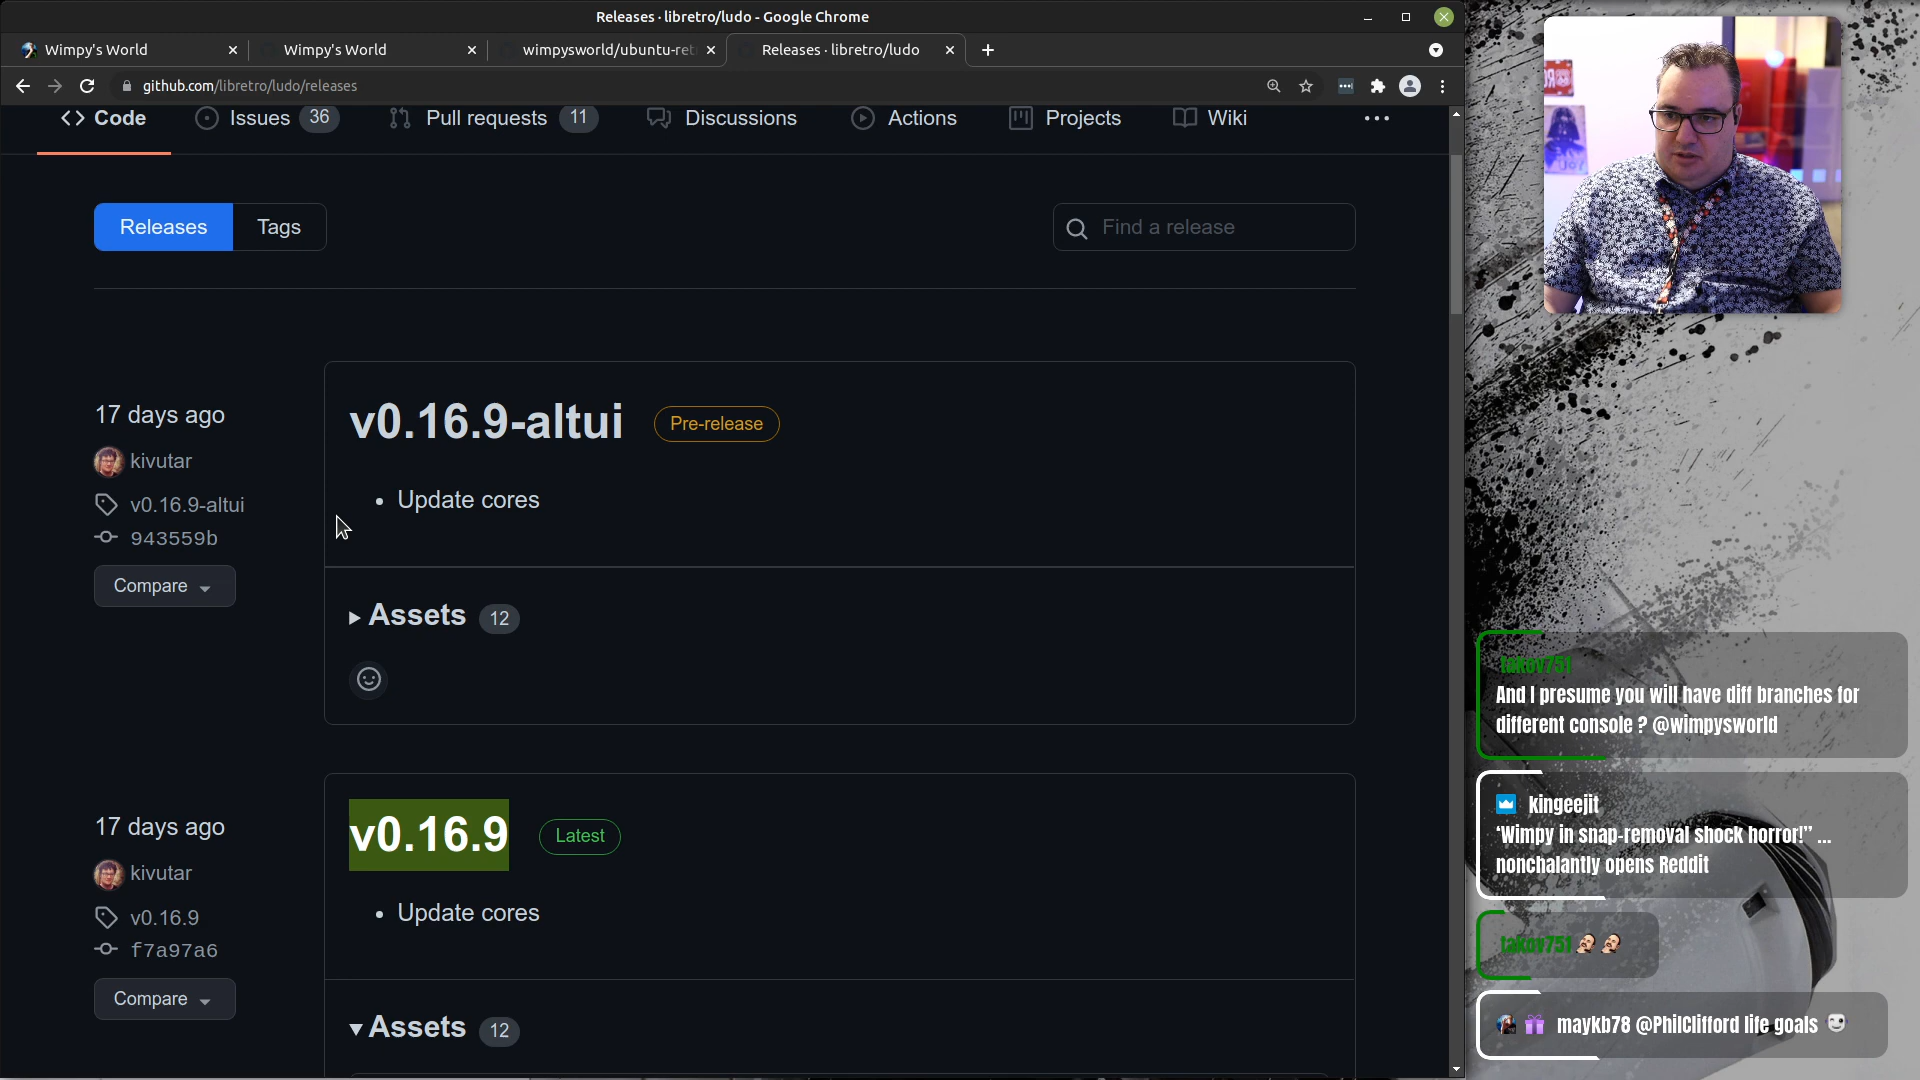 Releases · libretro/ludo - Google Chrome
Wimpy's World
Wimpy's World
wimpysworld/ubuntu-ret
Releases · libretro/ludo
github.com/libretro/ludo/releases
Code
Issues 36
Pull requests 11
Discussions
Actions
Projects
Wiki
Releases
Tags
Find a release
17 days ago
kivutar
v0.16.9-altui
943559b
Compare
v0.16.9-altui Pre-release
Update cores
Assets 12
17 days ago
kivutar
v0.16.9
f7a97a6
Compare
v0.16.9 Latest
Update cores
Assets 12
takov751
And I presume you will have diff branches for
different console ? @wimpysworld
kingeejit
‘Wimpy in snap-removal shock horror!” ...
nonchalantly opens Reddit
takov751
maykb78 @PhilClifford life goals